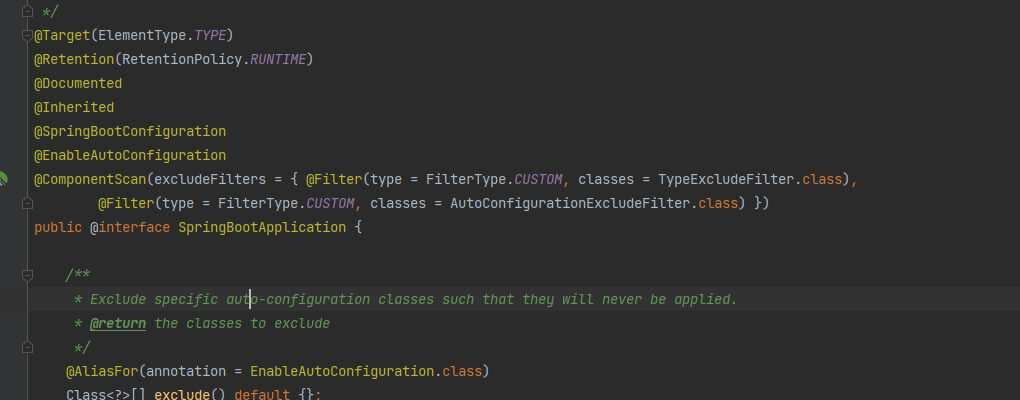 */
@Target(ElementType.TYPE)
@Retention(RetentionPolicy.RUNTIME)
@Documented
@Inherited
@SpringBootConfiguration
@EnableAutoConfiguration
@ComponentScan(excludeFilters = { @Filter(type = FilterType.CUSTOM, classes = TypeExcludeFilter.class),
@Filter(type = FilterType.CUSTOM, classes = AutoConfigurationExcludeFilter.class) })
public @interface SpringBootApplication {
/**
* Exclude specific auto-configuration classes such that they will never be applied.
* @return the classes to exclude
*/
@AliasFor(annotation = EnableAutoConfiguration.class)
Class<?>[] exclude() default {};